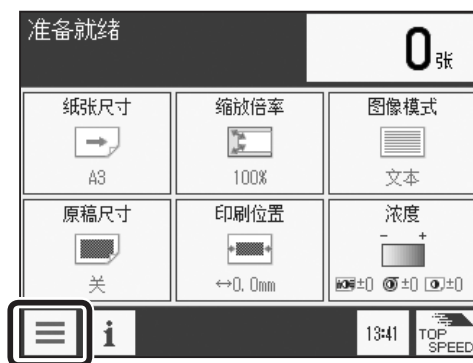 准备就绪
0张
纸张尺寸 缩放倍率 图像模式
A3 100% 文本
原稿尺寸 印刷位置 浓度
- +
关 ↔0.0mm ±0 ±0 ±0
i 13:41 TOP SPEED